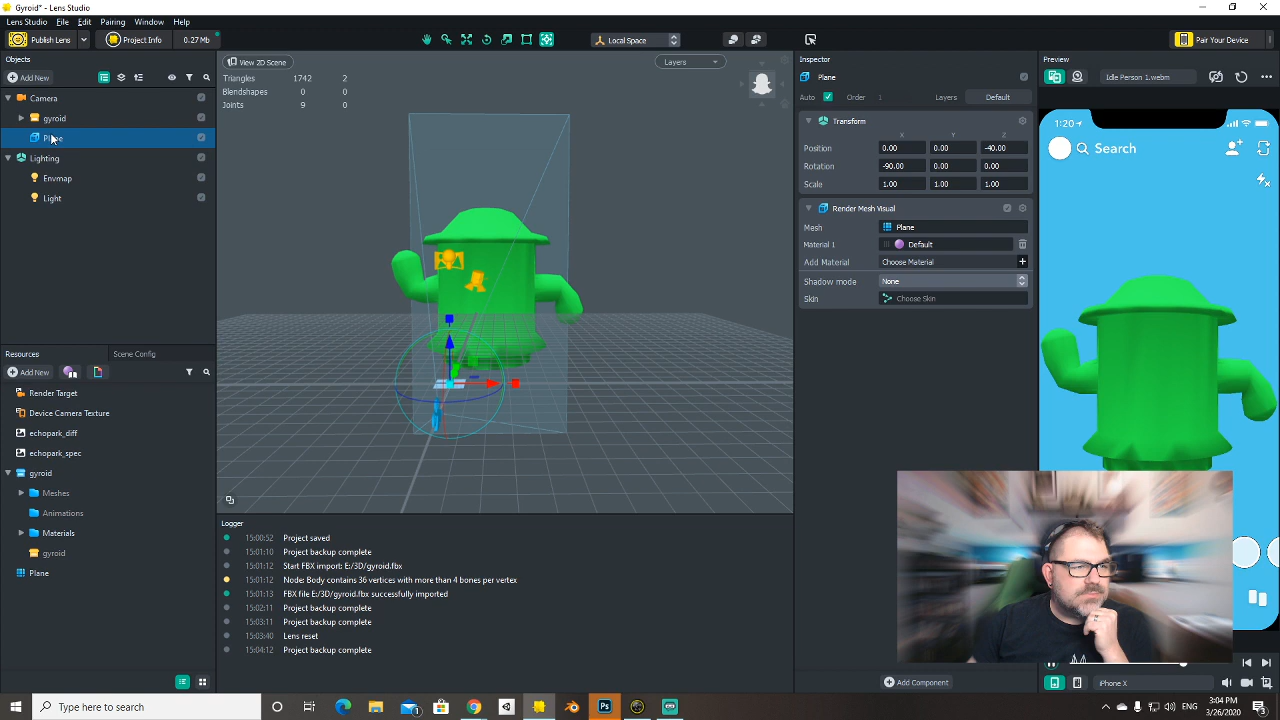 Gyroid* - Lens Studio
Lens Studio File Edit Pairing Window Help
Publish Lens Project Info 0.27 Mb Local Space Pair Your Device
Objects
Add New
Camera
gyroid
Plane
Lighting
Envmap
Light
Resources Scene Config
Add New
Render Target
Device Camera Texture
echopark_diff
echopark_spec
gyroid
Meshes
Animations
Materials
gyroid
Plane
View 2D Scene Layers
Triangles 1742 2
Blendshapes 0 0
Joints 9 0
Logger
15:00:52 Project saved
15:01:10 Project backup complete
15:01:12 Start FBX import: E:/3D/gyroid.fbx
15:01:12 Node: Body contains 36 vertices with more than 4 bones per vertex
15:01:13 FBX file E:/3D/gyroid.fbx successfully imported
15:02:11 Project backup complete
15:03:11 Project backup complete
15:03:40 Lens reset
15:04:12 Project backup complete
Inspector
Plane
Auto Order 1 Layers Default
Transform
X Y Z
Position 0.00 0.00 -40.00
Rotation -90.00 0.00 0.00
Scale 1.00 1.00 1.00
Render Mesh Visual
Mesh Plane
Material 1 Default
Add Material Choose Material
Shadow mode None
Skin Choose Skin
Add Component
Preview
Idle Person 1.webm
1:20
Search
iPhone X
Type here to search
Ps
ENG
3:04 PM
3/26/2020